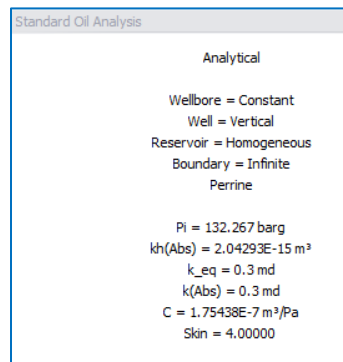 Standard Oil Analysis
Analytical
Wellbore = Constant
Well = Vertical
Reservoir = Homogeneous
Boundary = Infinite
Perrine
Pi = 132.267 barg
kh(Abs) = 2.04293E-15 m³
k_eq = 0.3 md
k(Abs) = 0.3 md
C = 1.75438E-7 m³/Pa
Skin = 4.00000